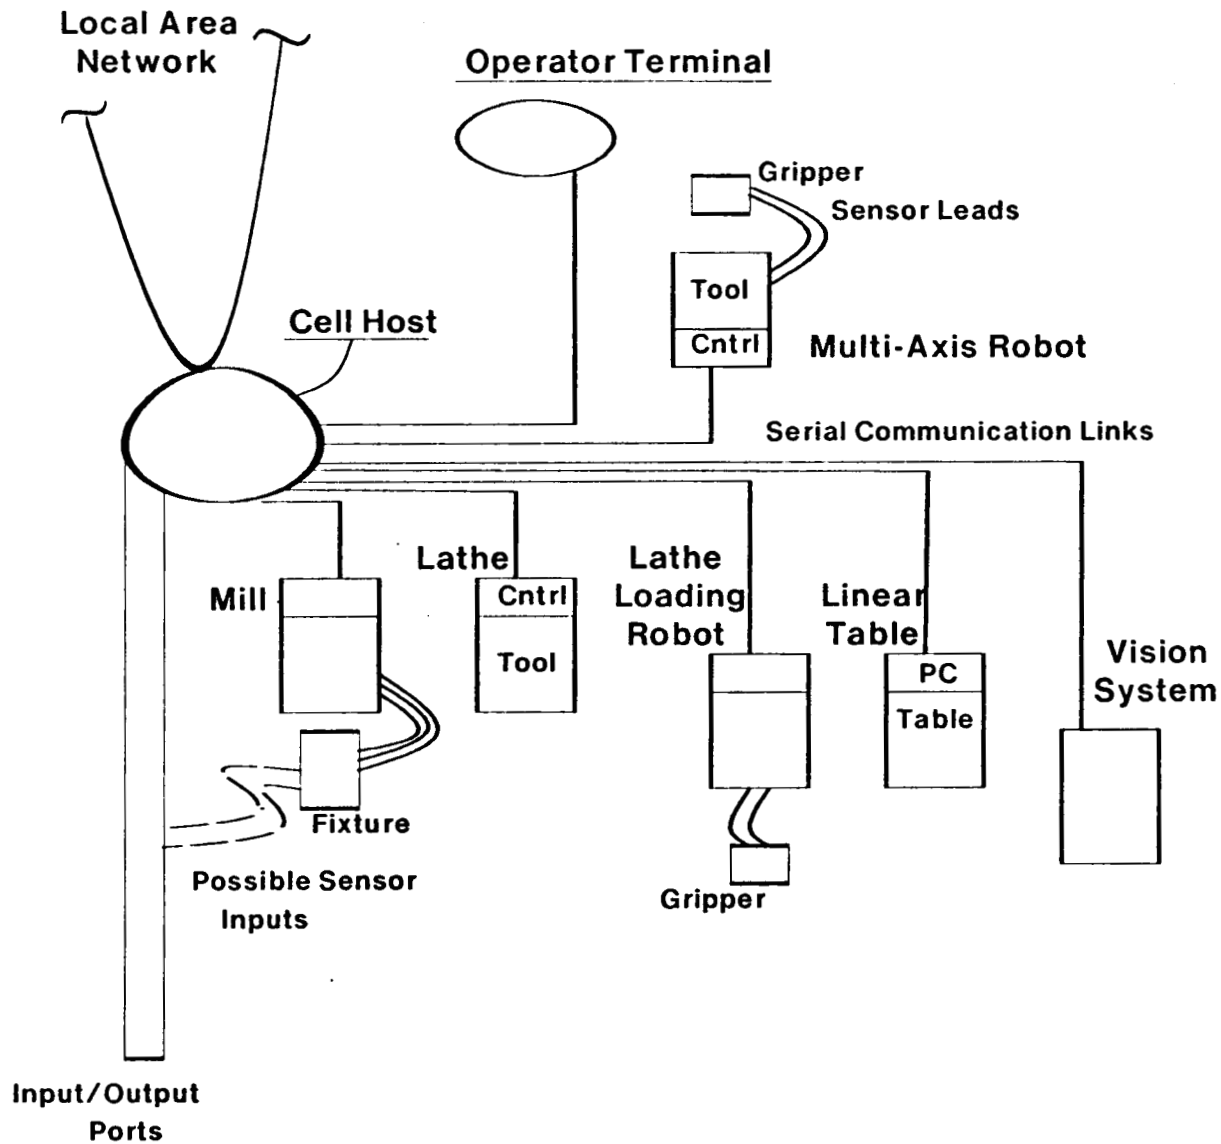 Local Area
Network
Operator Terminal
Gripper
Sensor Leads
Tool
Cntrl
Multi-Axis Robot
Cell Host
Serial Communication Links
Mill
Lathe
Cntrl
Tool
Lathe
Loading
Robot
Linear
Table
PC
Table
Vision
System
Fixture
Possible Sensor
Inputs
Gripper
Input/Output
Ports